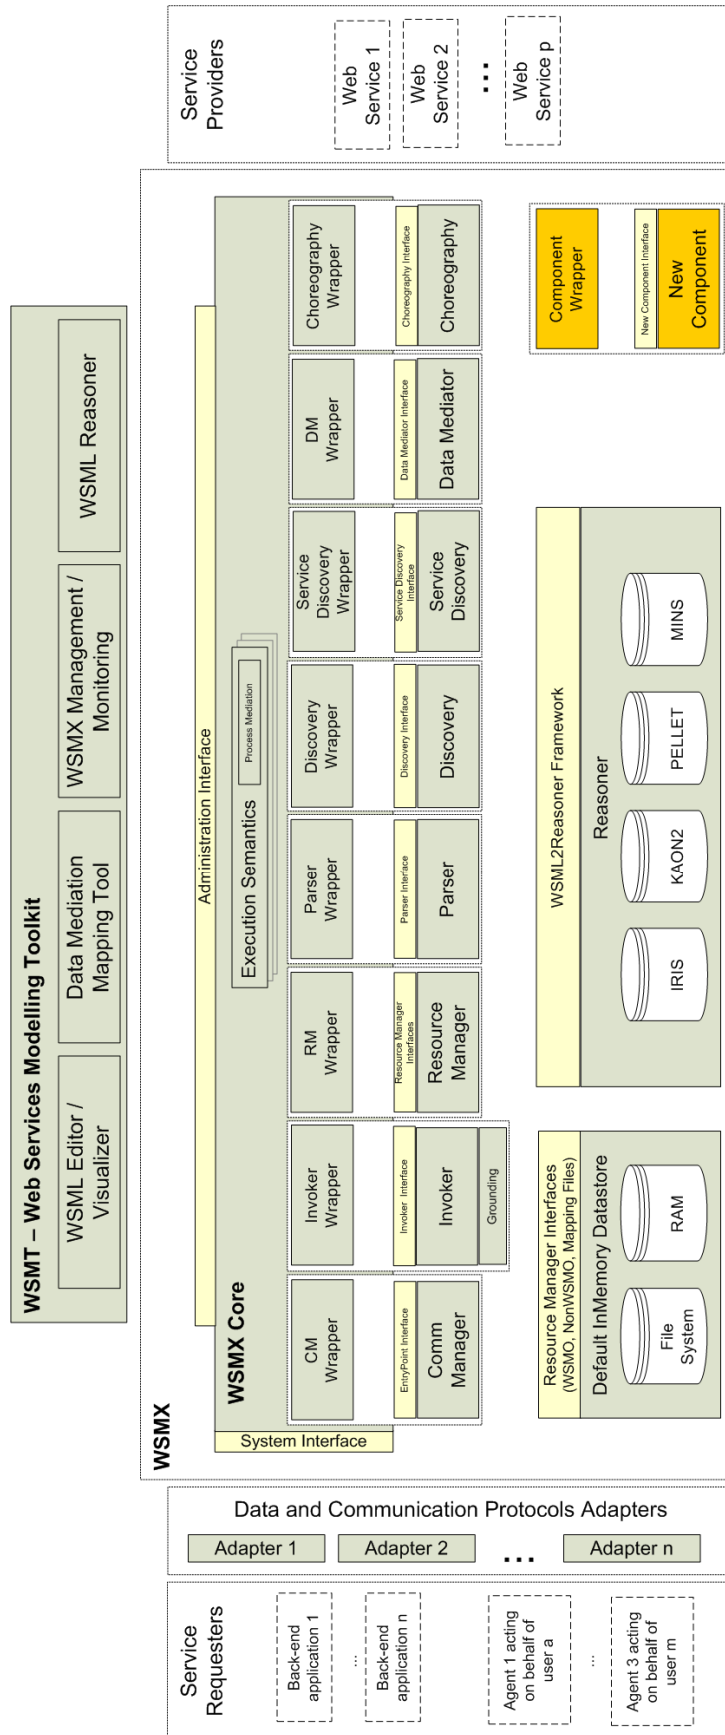 WSMT – Web Services Modelling Toolkit
WSML Editor /
Visualizer
Data Mediation
Mapping Tool
WSMX Management /
Monitoring
WSML Reasoner
Service
Requesters
Back-end
application 1
...
Back-end
application n
Agent 1 acting
on behalf of
user a
...
Agent 3 acting
on behalf of
user m
Data and Communication Protocols Adapters
Adapter 1
Adapter 2
...
Adapter n
WSMX
Administration Interface
System Interface
WSMX Core
Execution Semantics
Process Mediation
CM
Wrapper
Invoker
Wrapper
RM
Wrapper
Parser
Wrapper
Discovery
Wrapper
Service
Discovery
Wrapper
DM
Wrapper
Choreography
Wrapper
EntryPoint Interface
Comm
Manager
Invoker Interface
Invoker
Grounding
Resource Manager
Interfaces
Resource
Manager
Parser Interface
Parser
Discovery Interface
Discovery
Service Discovery
Interface
Service
Discovery
Data Mediator Interface
Data Mediator
Choreography Interface
Choreography
Resource Manager Interfaces
(WSMO, NonWSMO, Mapping Files)
Default InMemory Datastore
File
System
RAM
WSML2Reasoner Framework
Reasoner
IRIS
KAON2
PELLET
MINS
Component
Wrapper
New Component Interface
New
Component
Service
Providers
Web
Service 1
Web
Service 2
...
Web
Service p